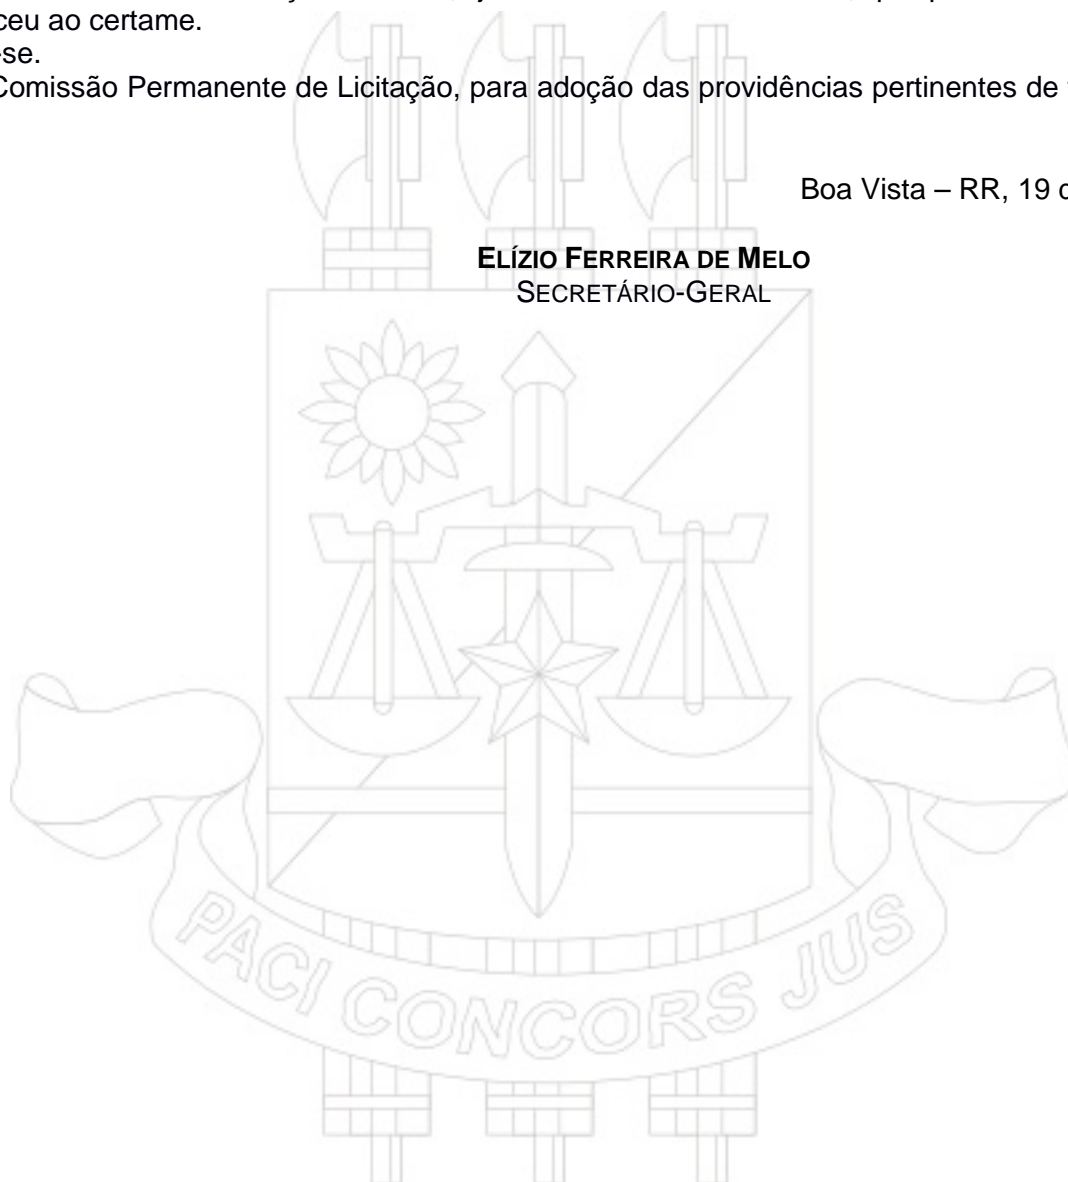 ceu ao certame.
-se.
Comissão Permanente de Licitação, para adoção das providências pertinentes de
Boa Vista – RR, 19
ELÍZIO FERREIRA DE MELO
SECRETÁRIO-GERAL
PACI CONCORS JUS